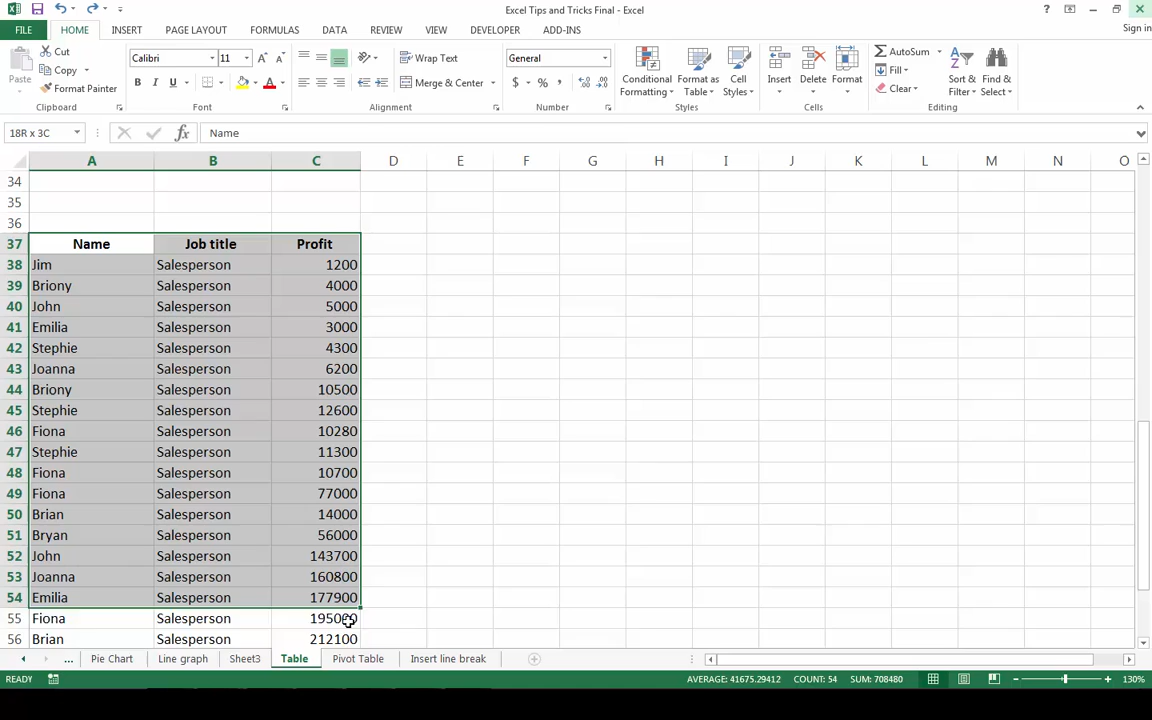 Excel Tips and Tricks Final - Excel
Sign in
FILE HOME INSERT PAGE LAYOUT FORMULAS DATA REVIEW VIEW DEVELOPER ADD-INS
Paste
Cut
Copy
Format Painter
Calibri 11
B I U
Wrap Text
Merge & Center
General
$ % ,
Conditional Formatting
Format as Table
Cell Styles
Insert
Delete
Format
AutoSum
Fill
Clear
Sort & Filter
Find & Select
Clipboard Font Alignment Number Styles Cells Editing
18R x 3C fx Name
A B C D E F G H I J K L M N O
34
35
36
37 Name Job title Profit
38 Jim Salesperson 1200
39 Briony Salesperson 4000
40 John Salesperson 5000
41 Emilia Salesperson 3000
42 Stephie Salesperson 4300
43 Joanna Salesperson 6200
44 Briony Salesperson 10500
45 Stephie Salesperson 12600
46 Fiona Salesperson 10280
47 Stephie Salesperson 11300
48 Fiona Salesperson 10700
49 Fiona Salesperson 77000
50 Brian Salesperson 14000
51 Bryan Salesperson 56000
52 John Salesperson 143700
53 Joanna Salesperson 160800
54 Emilia Salesperson 177900
55 Fiona Salesperson 195000
56 Brian Salesperson 212100
... Pie Chart Line graph Sheet3 Table Pivot Table Insert line break
READY AVERAGE: 41675.29412 COUNT: 54 SUM: 708480 130%